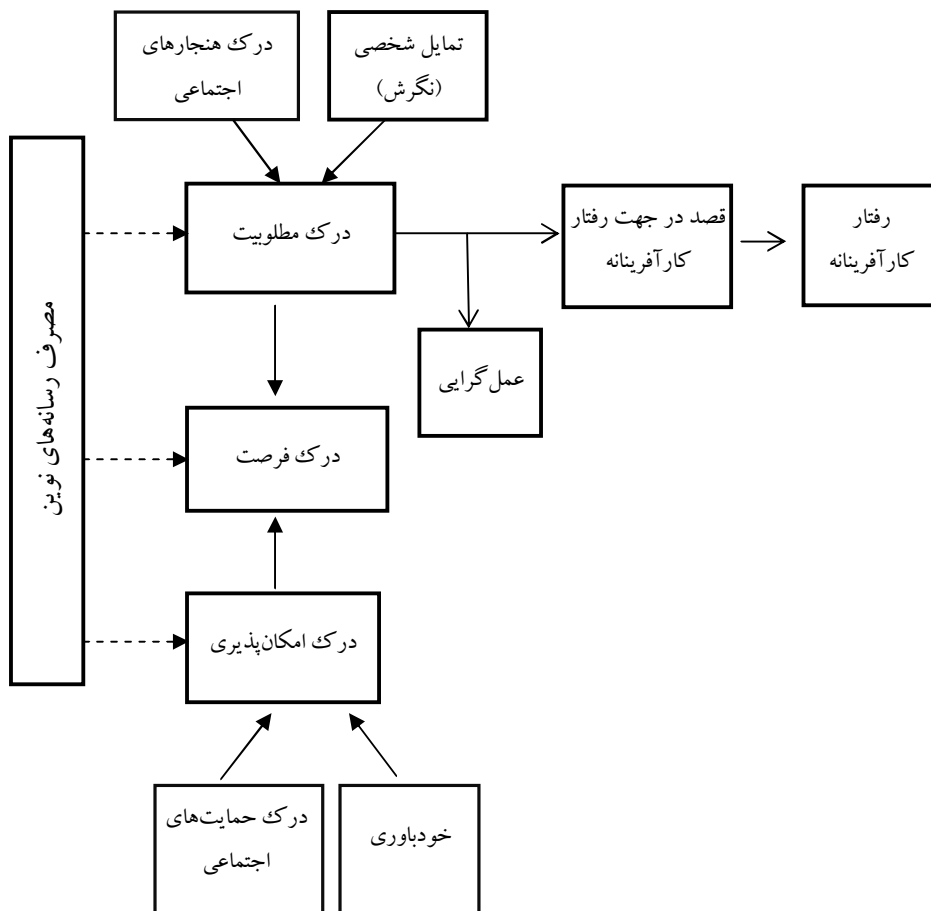 درک هنجارهای
اجتماعی
تمایل شخصی
(نگرش)
مصرف رسانه‌های نوین
درک مطلوبیت
قصد در جهت رفتار
کارآفرینانه
رفتار
کارآفرینانه
عمل‌گرایی
درک فرصت
درک امکان‌پذیری
درک حمایت‌های
اجتماعی
خودباوری